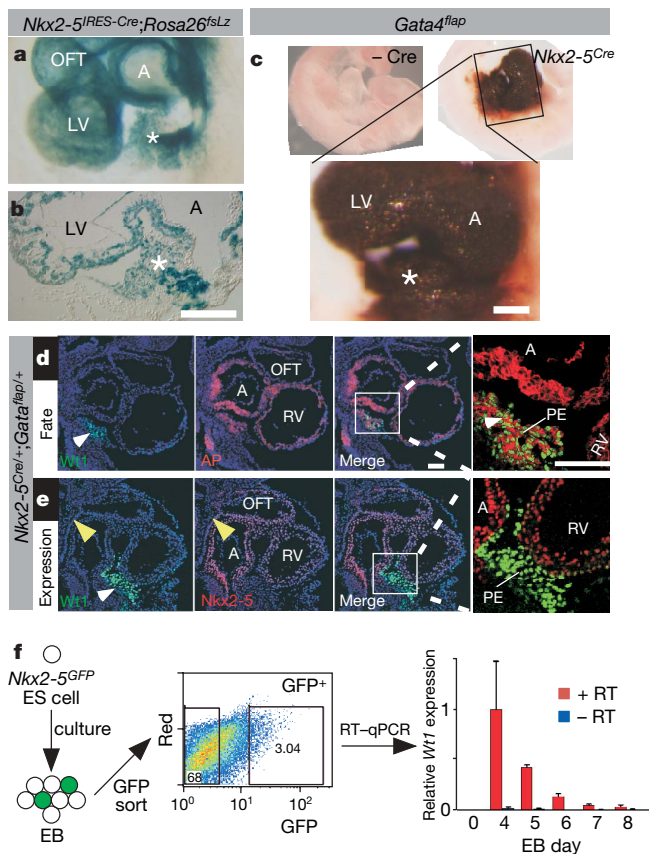 Nkx2-5IRES-Cre;Rosa26fsLz
Gata4flap
a
OFT
A
LV
*
b
LV
A
*
c
– Cre
Nkx2-5Cre
LV
A
*
Nkx2-5Cre/+;Gataflap/+
d
Fate
Wt1
A
OFT
RV
AP
Merge
A
PE
RV
e
Expression
Wt1
OFT
A
RV
Nkx2-5
Merge
A
RV
PE
f
Nkx2-5GFP
ES cell
culture
EB
GFP
sort
GFP+
Red
68
3.04
100 101 102
GFP
RT–qPCR
Relative Wt1 expression
1
0
+ RT
– RT
0 4 5 6 7 8
EB day